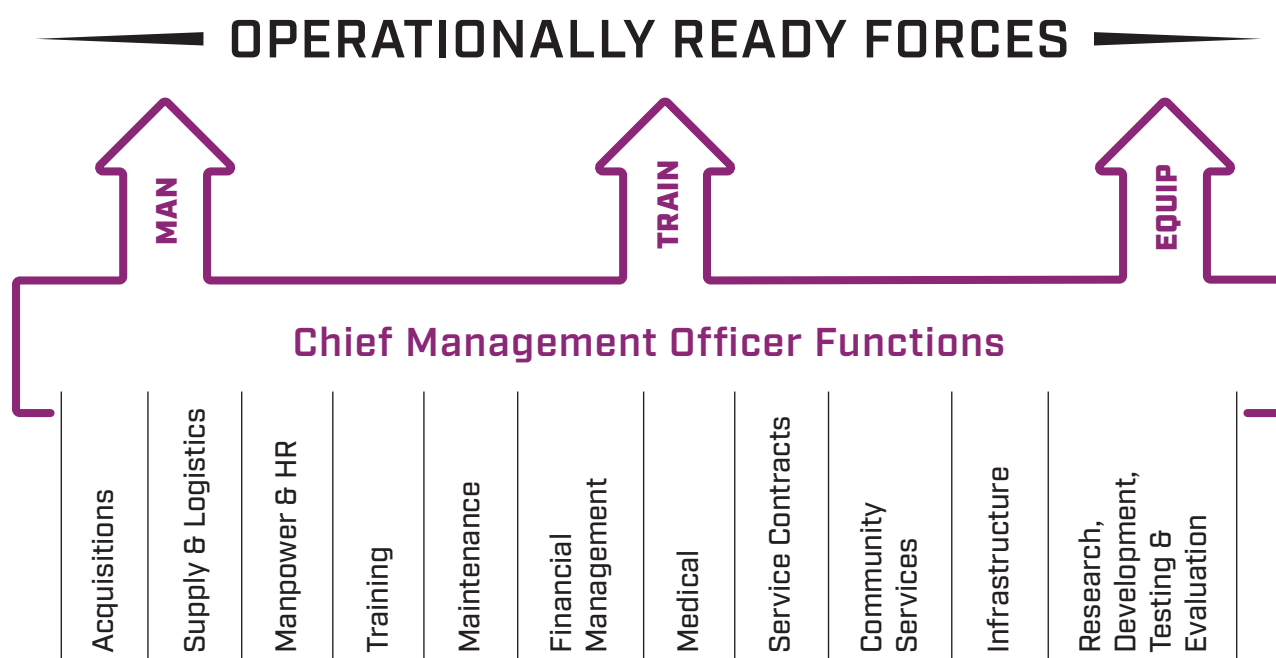 OPERATIONALLY READY FORCES
MAN
TRAIN
EQUIP
Chief Management Officer Functions
Acquisitions
Supply & Logistics
Manpower & HR
Training
Maintenance
Financial
Management
Medical
Service Contracts
Community
Services
Infrastructure
Research,
Development,
Testing &
Evaluation